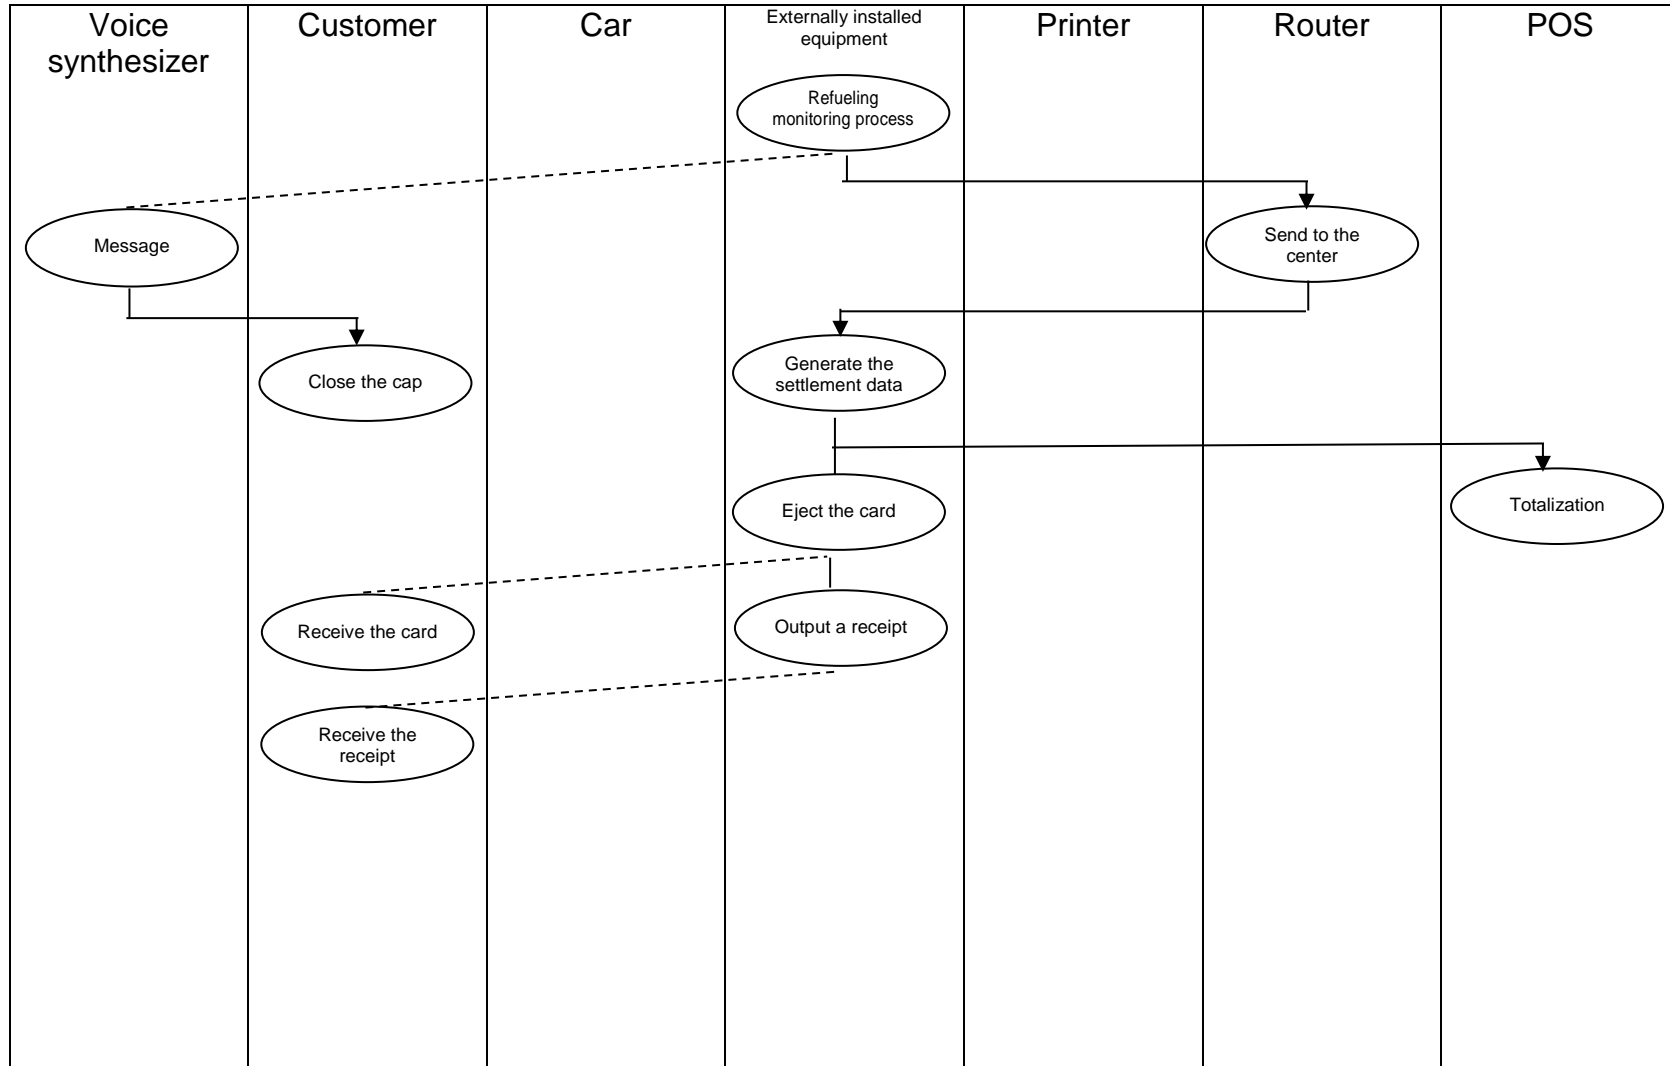 Voice
synthesizer
Customer
Car
Externally installed
equipment
Printer
Router
POS
Refueling
monitoring process
Message
Send to the
center
Close the cap
Generate the
settlement data
Eject the card
Totalization
Receive the card
Output a receipt
Receive the
receipt